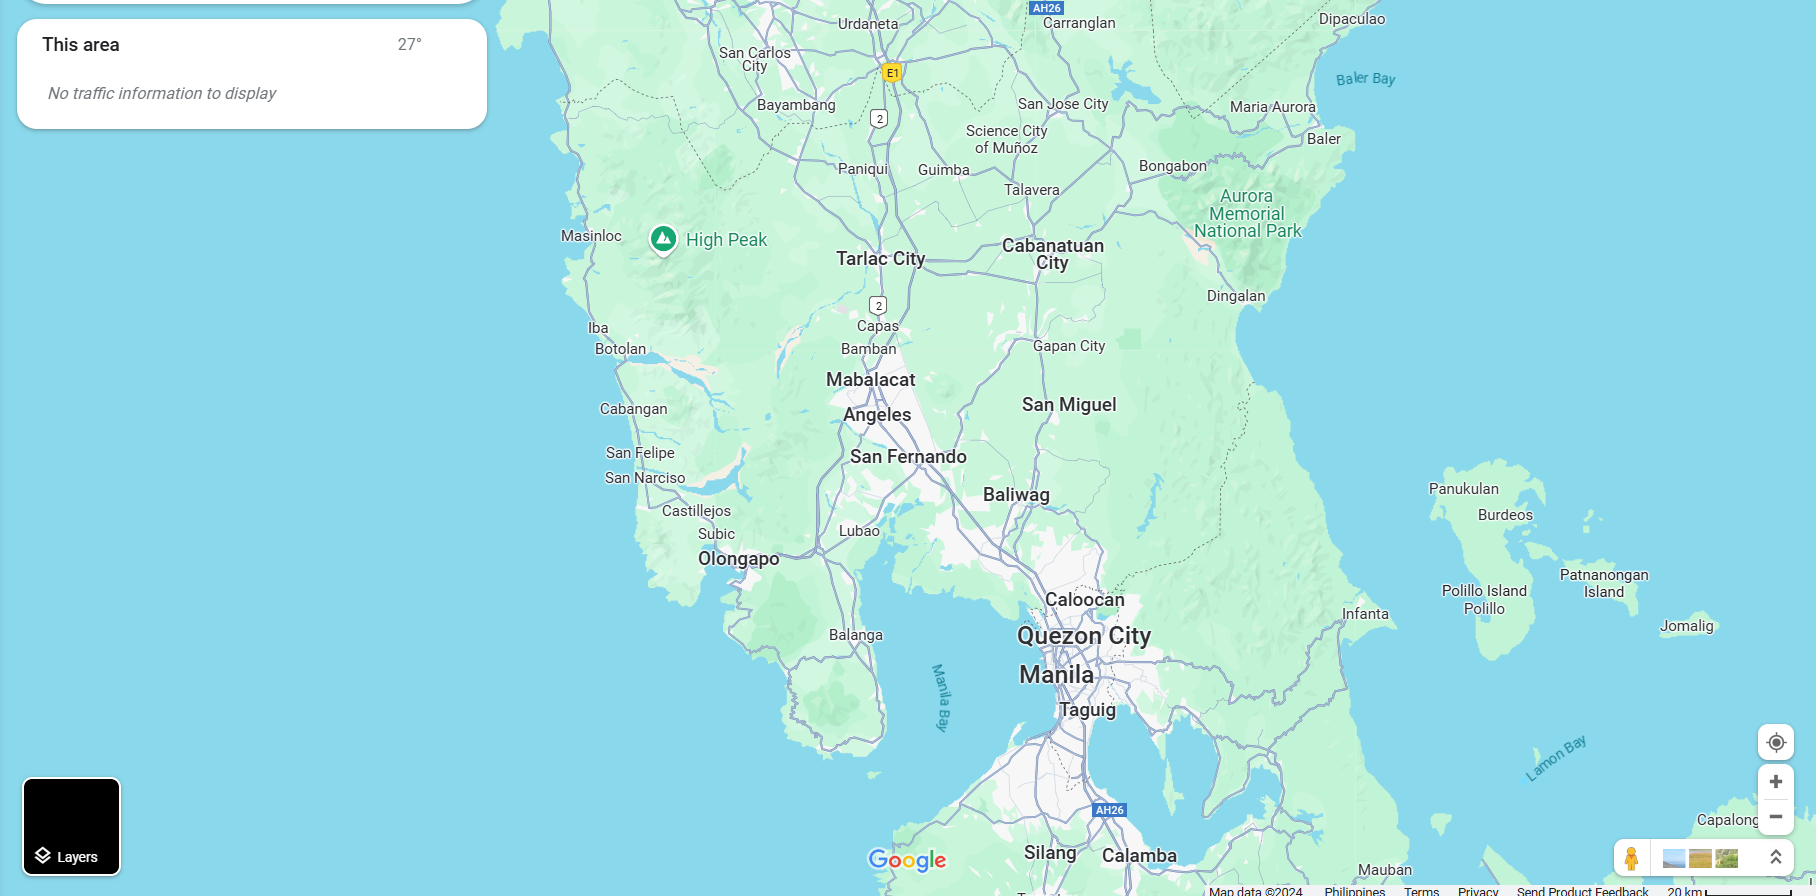 This area
27°
No traffic information to display
AH26
Dipaculao
Urdaneta
Carranglan
San Carlos
City
E1
Baler Bay
Bayambang
San Jose City
Maria Aurora
2
Science City
of Muñoz
Baler
Paniqui
Guimba
Bongabon
Talavera
Aurora
Memorial
National Park
Masinloc
High Peak
Tarlac City
Cabanatuan
City
Dingalan
2
Capas
Iba
Botolan
Bamban
Gapan City
Mabalacat
Cabangan
Angeles
San Miguel
San Felipe
San Fernando
San Narciso
Baliwag
Panukulan
Burdeos
Castillejos
Subic
Lubao
Olongapo
Patnanongan
Island
Polillo Island
Polillo
Caloocan
Infanta
Jomalig
Quezon City
Balanga
Manila
Manila Bay
Taguig
Lamon Bay
AH26
Capalong
Layers
Google
Silang
Calamba
Mauban
Map data ©2024
Philippines
Terms
Privacy
Send Product Feedback
20 km